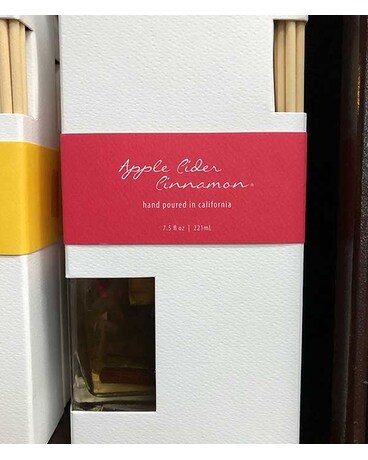 Apple Cider
Cinnamon®
hand poured in california
7.5 fl oz | 221mL